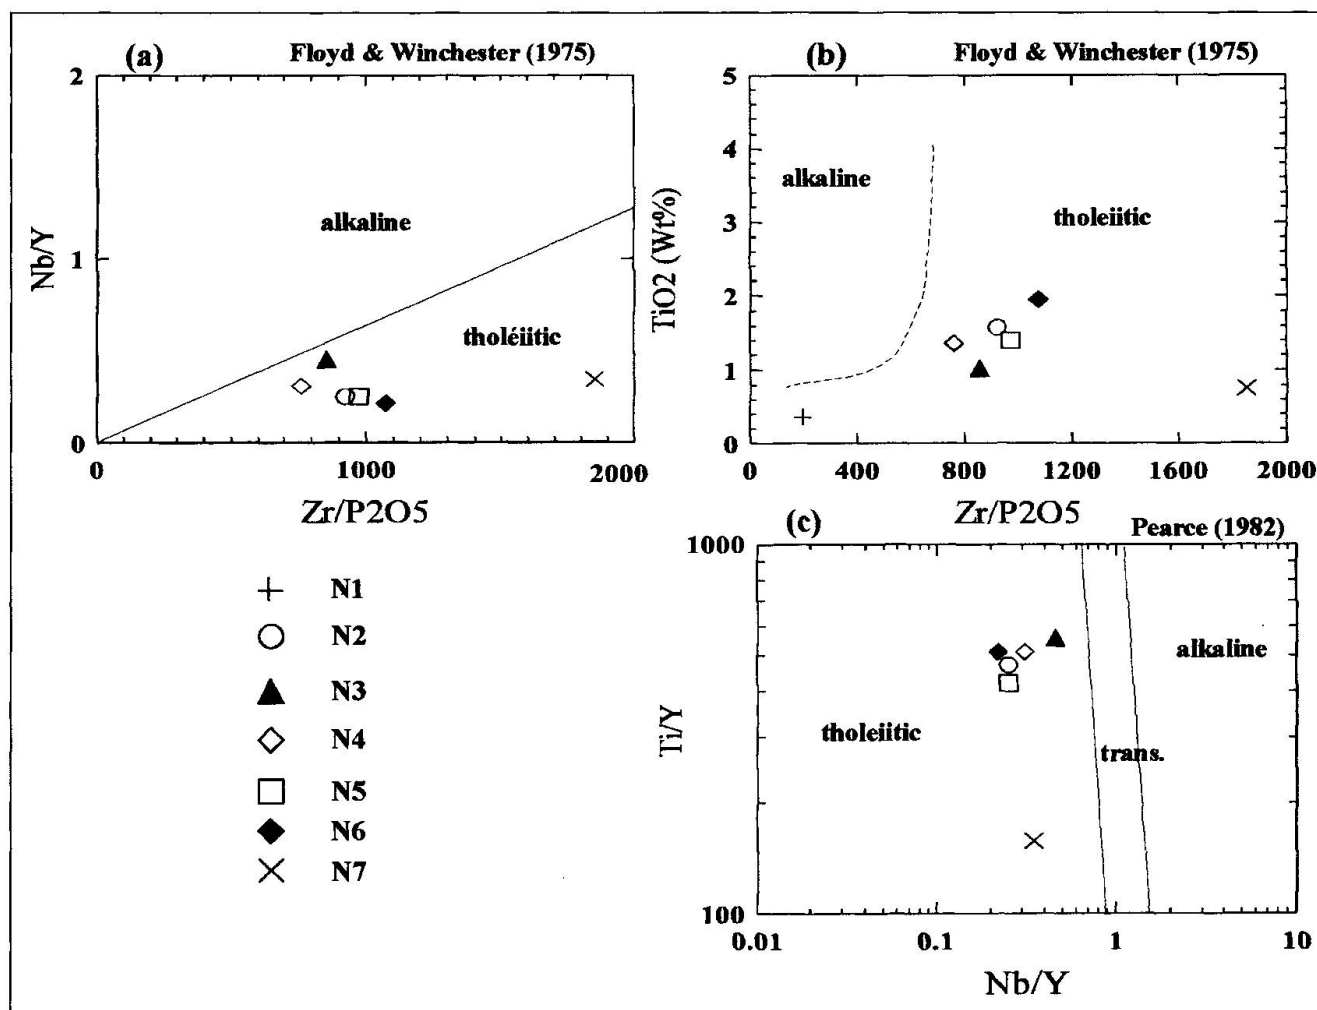 (a) Floyd & Winchester (1975)
2
1
0
Nb/Y
alkaline
tholéiitic
0 1000 2000
Zr/P2O5
(b) Floyd & Winchester (1975)
5
4
3
2
1
0
TiO2 (Wt%)
alkaline
tholeiitic
0 400 800 1200 1600 2000
Zr/P2O5
(c) Pearce (1982)
1000
100
Ti/Y
tholeiitic
trans.
alkaline
0.01 0.1 1 10
Nb/Y
N1
N2
N3
N4
N5
N6
N7